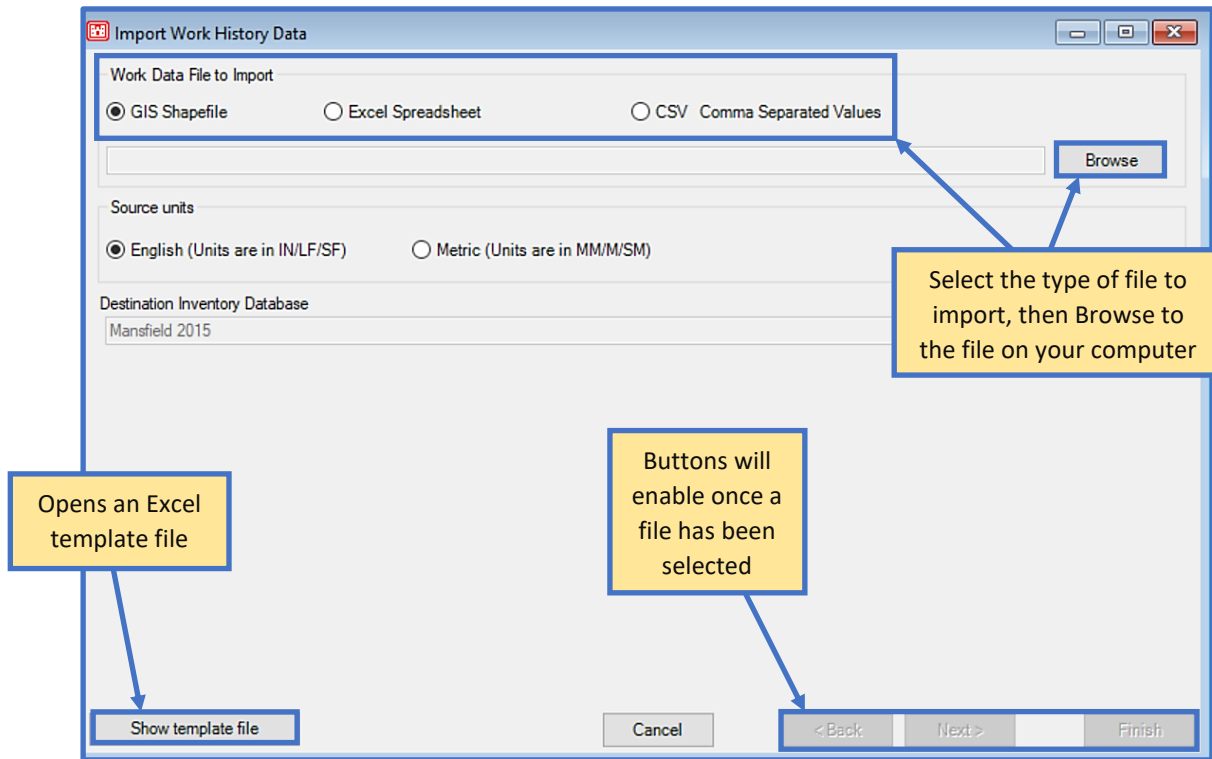 Import Work History Data
Work Data File to Import
GIS Shapefile Excel Spreadsheet CSV Comma Separated Values
Browse
Source units
English (Units are in IN/LF/SF) Metric (Units are in MM/M/SM)
Select the type of file to
import, then Browse to
the file on your computer
Destination Inventory Database
Mansfield 2015
Buttons will
enable once a
file has been
selected
Opens an Excel
template file
Show template file Cancel < Back Next > Finish